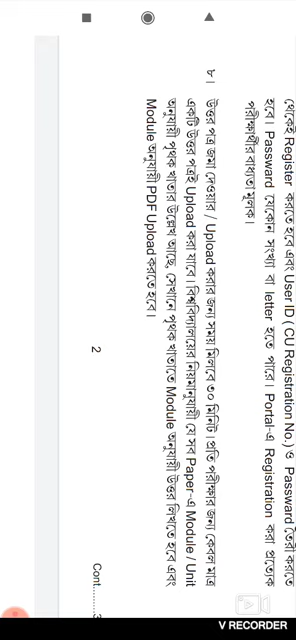 থেকেই Register করতে হবে এবং User ID ( CU Registration No.) ও Passward তৈরী করতে
হবে। Passward যেকোন সংখ্যা বা letter হতে পারে। Portal-এ Registration করা প্রত্যেক
পরীক্ষার্থীর বাধ্যতামূলক।
৮। উত্তর পত্র জমা দেওয়ার / Upload করার জন্য সময় মিলবে ৩০ মিনিট। প্রতি পরীক্ষার জন্য কেবল মাত্র
একটি উত্তর পত্রই Upload করা যাবে। বিশ্ববিদ্যালয়ের নিয়মানুযায়ী যে সব Paper-এ Module / Unit
অনুযায়ী পৃথক খাতার উল্লেখ আছে, সেখানে পৃথক খাতাতে Module অনুযায়ী উত্তর লিখতে হবে এবং
Module অনুযায়ী PDF Upload করতে হবে।
2
Cont........3
V RECORDER